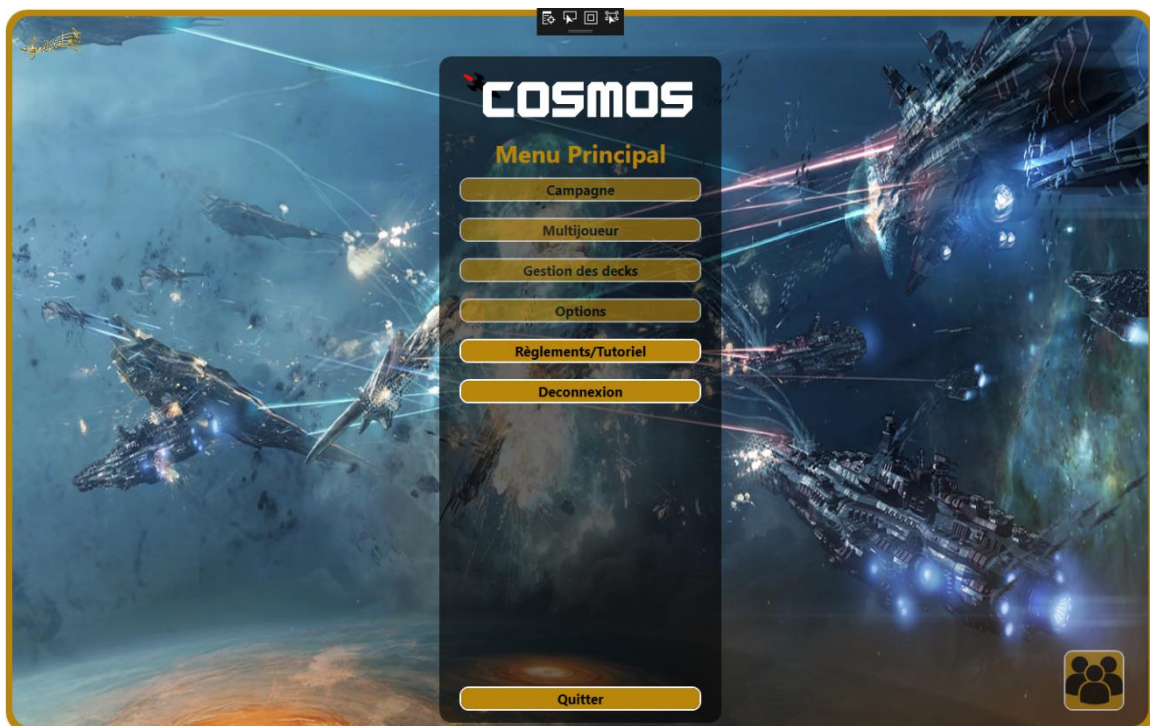 COSMOS
Menu Principal
Campagne
Multijoueur
Gestion des decks
Options
Règlements/Tutoriel
Deconnexion
Quitter